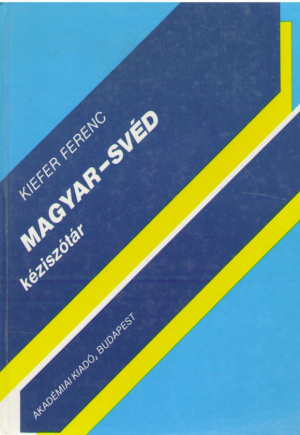 KIEFER FERENC
MAGYAR-SVÉD
kéziszótár
AKADÉMIAI KIADÓ, BUDAPEST